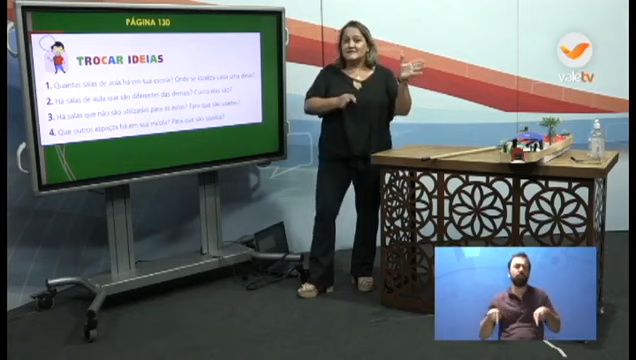 PÁGINA 130
TROCAR IDEIAS
1. Quantas salas de aula há em sua escola? Onde se localiza cada uma delas?
2. Há salas de aula que são diferentes das demais? Como elas são?
3. Há salas que não são utilizadas para as aulas? Para que são usadas?
4. Que outros espaços há em sua escola? Para que são usados?
valetv